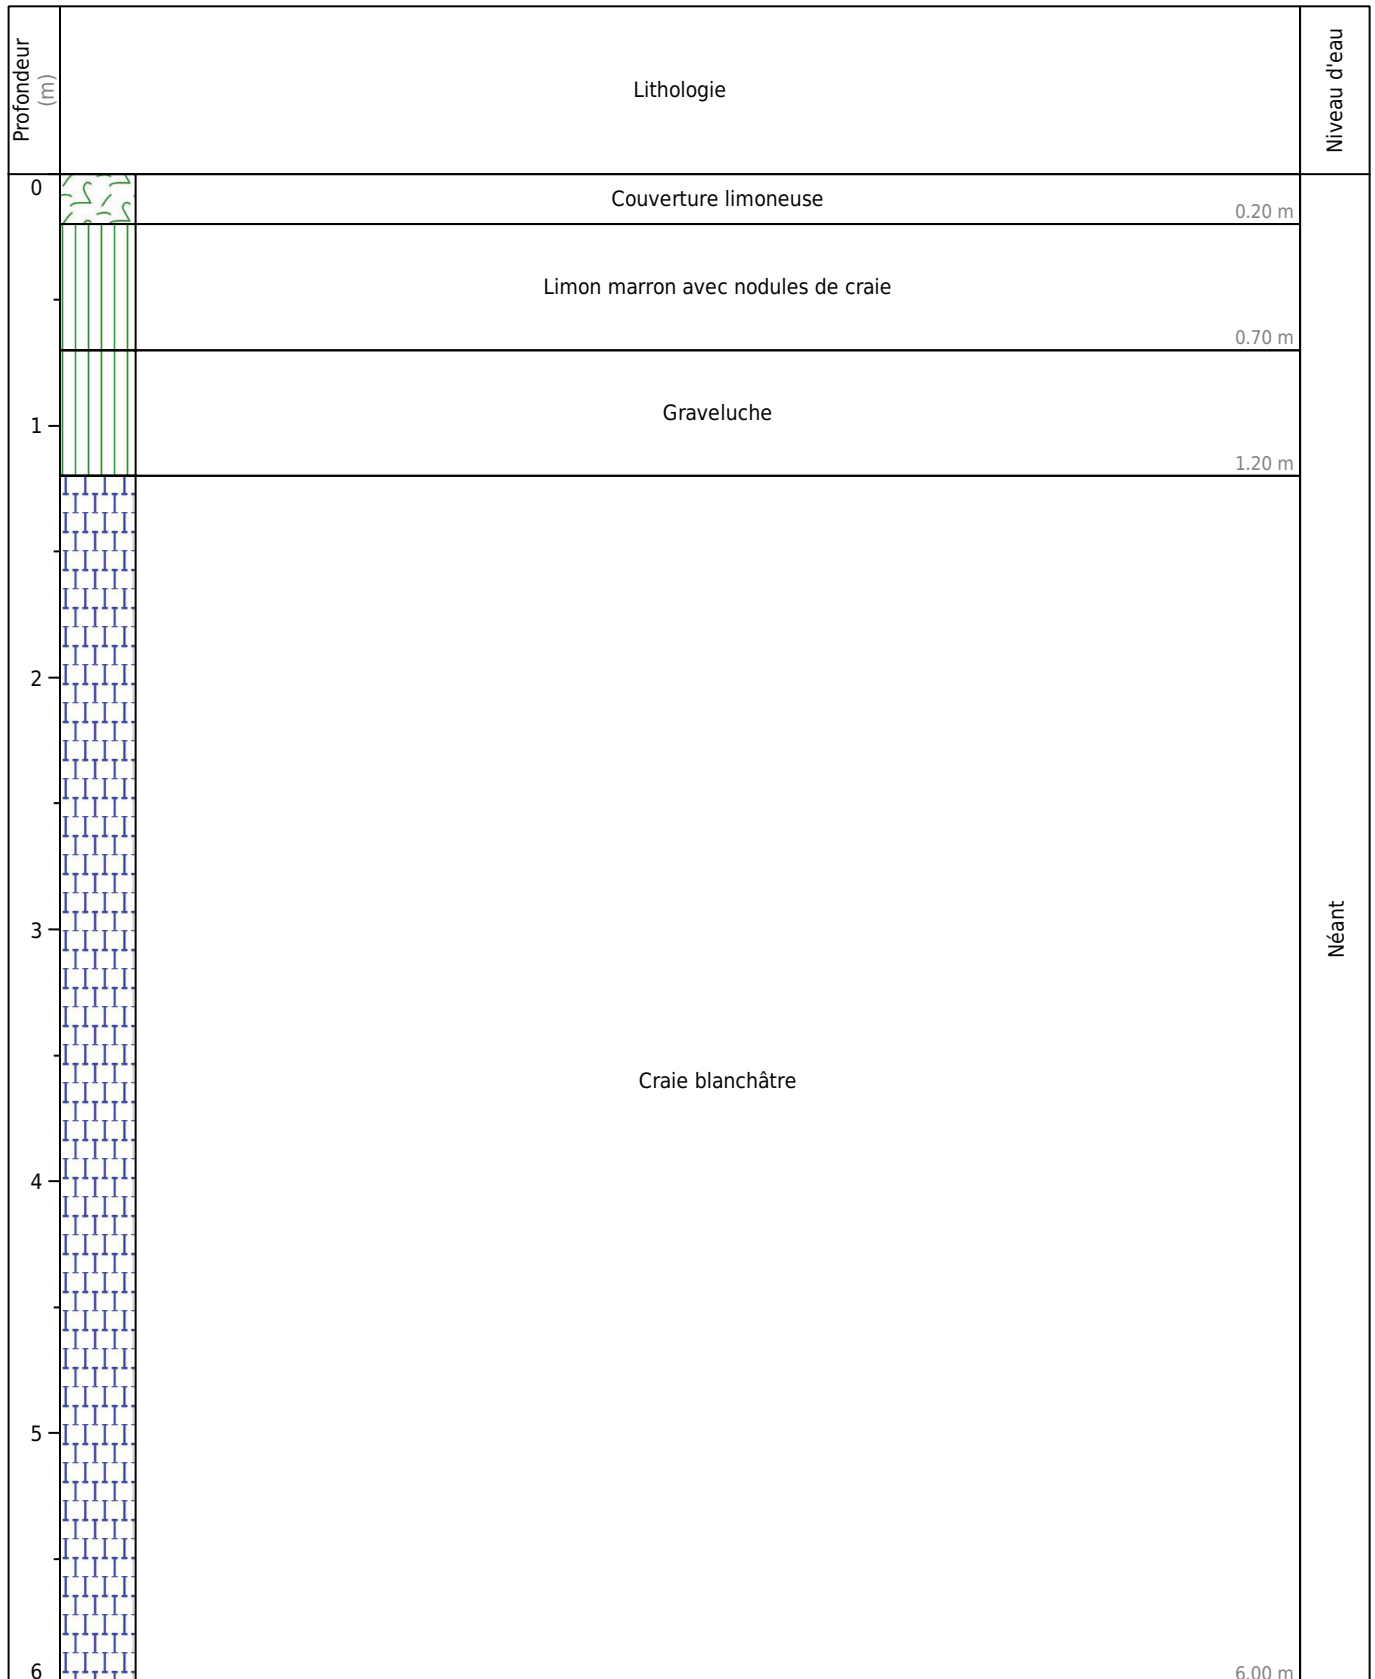 Profondeur
(m)
Lithologie
Niveau d'eau
0
Couverture limoneuse
0.20 m
Limon marron avec nodules de craie
0.70 m
Graveluche
1
1.20 m
2
3
Néant
Craie blanchâtre
4
5
6
6.00 m